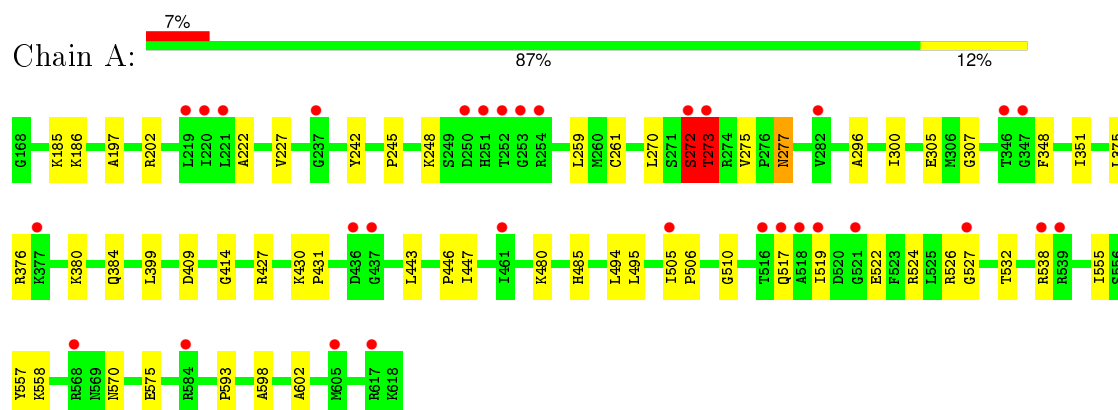 7%
Chain A:
87% 12%
G168 K185 K186 A197 R202 L219 I220 L221 A222 V227 G237 Y242 P245 K248 S249 D250 H251 T252 G253 R254 L259 M260 C261 L270 S271 S272 T273 R274 V275 P276 N277 V282 A296 I300 E305 M306 G307 T346 G347 F348 I351 L375
R376 K377 K380 Q384 L399 D409 G414 R427 K430 P431 D436 G437 L443 P446 I447 I461 K480 H485 L494 L495 I505 P506 G510 T516 Q517 A518 I519 D520 G521 E522 F523 R524 L525 R526 G527 T532 R538 R539 I555 S556
Y557 K558 R568 N569 N570 E575 R584 P593 A598 A602 M605 R617 K618